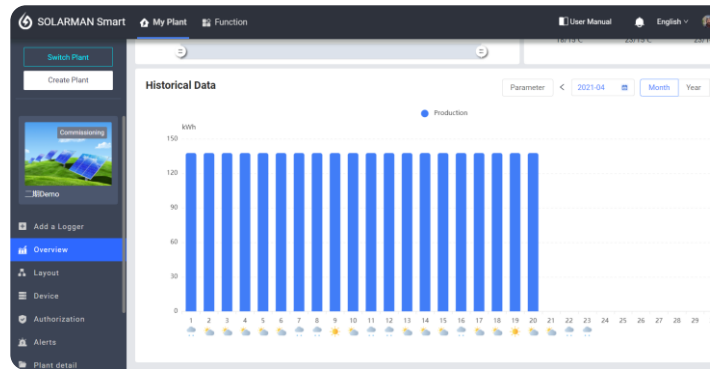 SOLARMAN Smart
My Plant
Function
User Manual
English
Switch Plant
Create Plant
Commissioning
Demo
Add a Logger
Overview
Layout
Device
Authorization
Alerts
Plant detail
Historical Data
Parameter
2021-04
Month
Year
Production
kWh
150
120
90
60
30
0
1 2 3 4 5 6 7 8 9 10 11 12 13 14 15 16 17 18 19 20 21 22 23 24 25 26 27 28 29